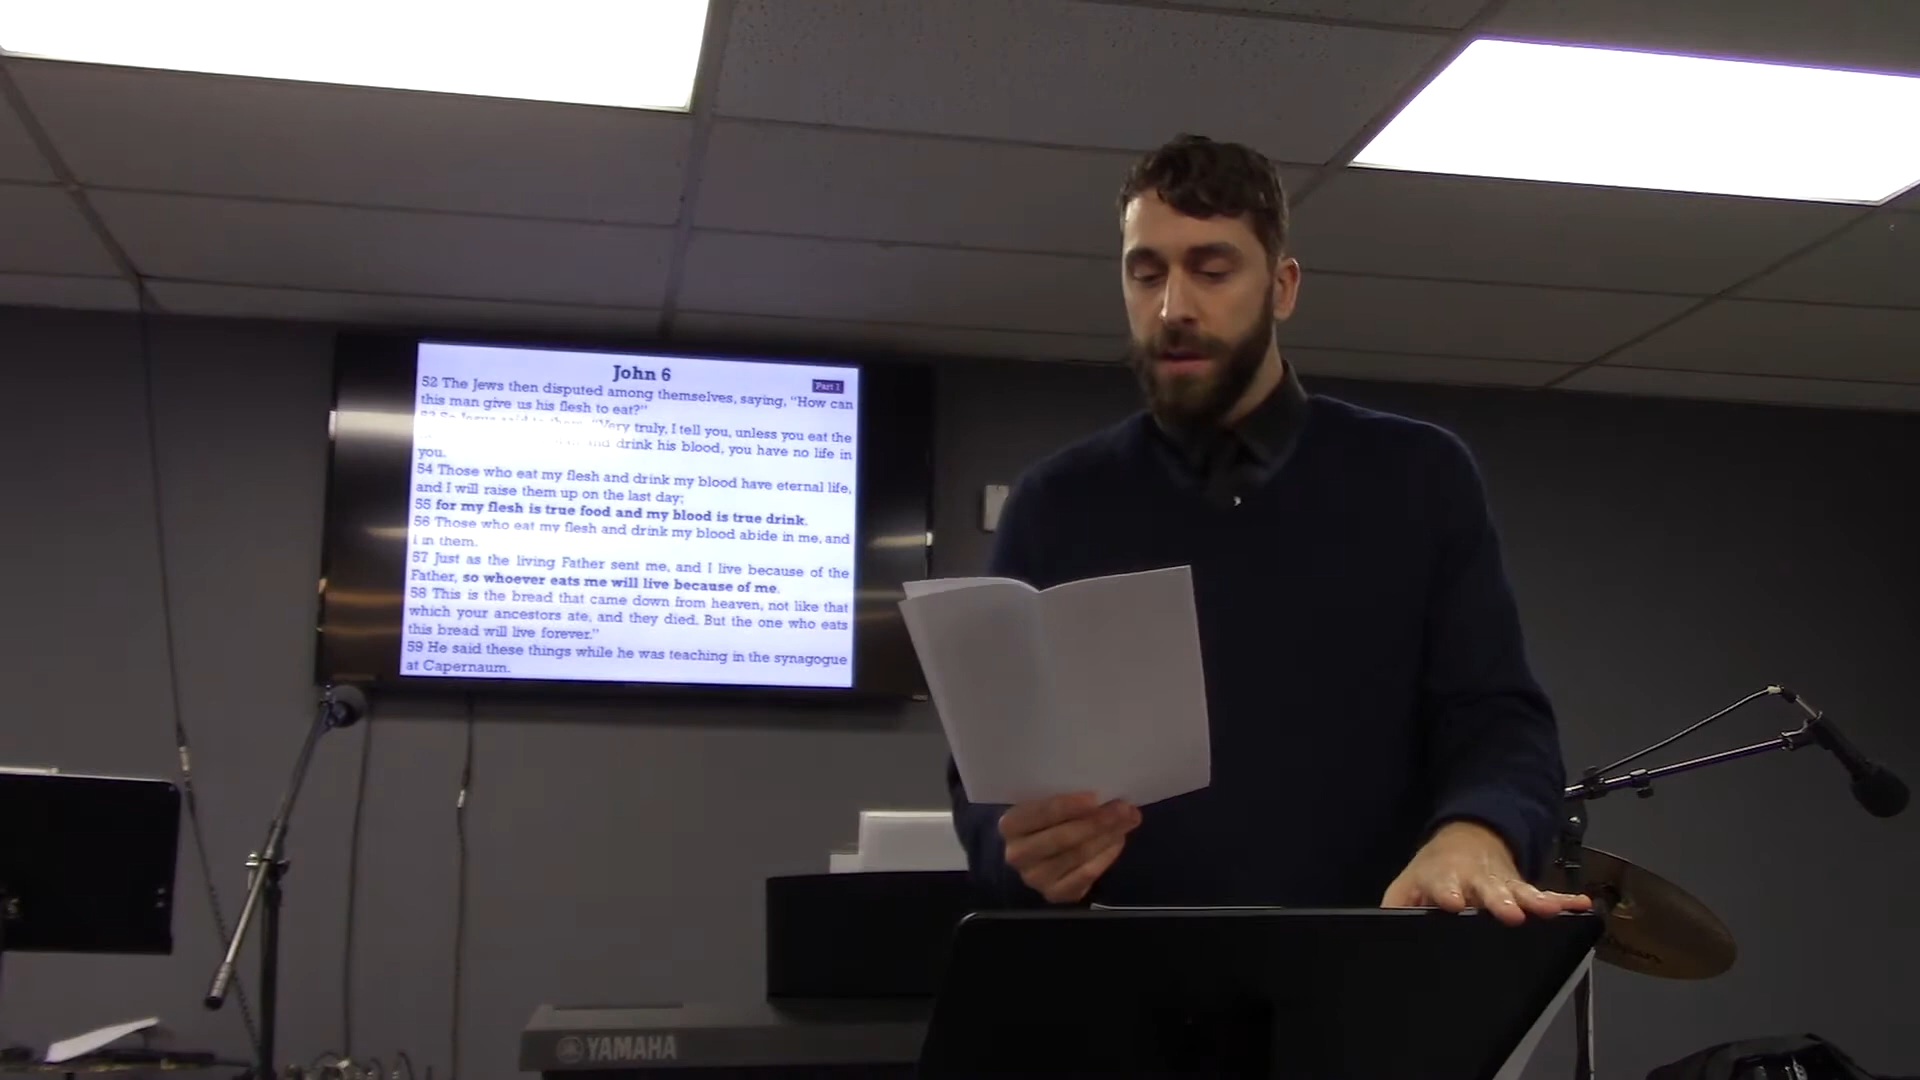 John 6
Part 1
52 The Jews then disputed among themselves, saying, “How can
this man give us his flesh to eat?”
53 So Jesus said to them, “Very truly, I tell you, unless you eat the
and drink his blood, you have no life in
you.
54 Those who eat my flesh and drink my blood have eternal life,
and I will raise them up on the last day;
55 for my flesh is true food and my blood is true drink.
56 Those who eat my flesh and drink my blood abide in me, and
I in them.
57 Just as the living Father sent me, and I live because of the
Father, so whoever eats me will live because of me.
58 This is the bread that came down from heaven, not like that
which your ancestors ate, and they died. But the one who eats
this bread will live forever.”
59 He said these things while he was teaching in the synagogue
at Capernaum.
YAMAHA